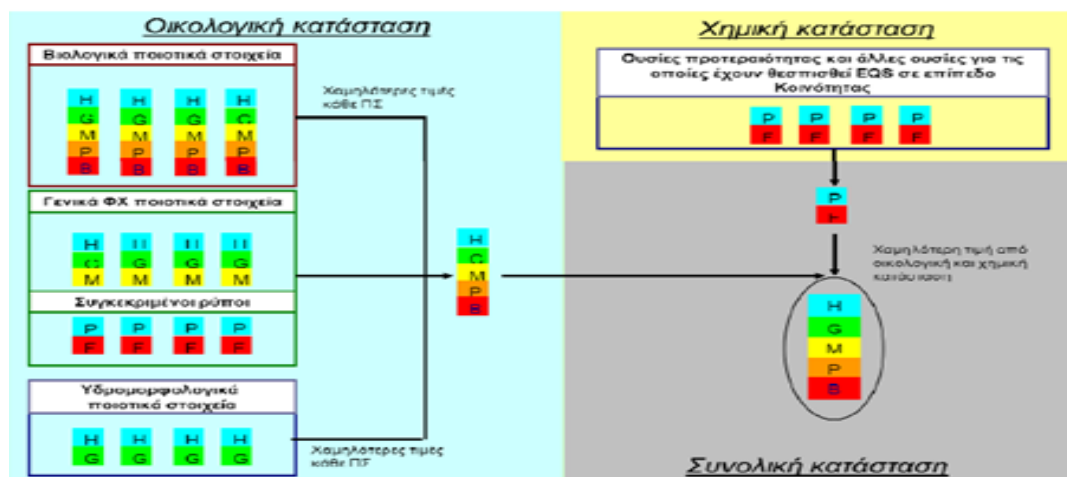 Οικολογική κατάσταση
Βιολογικά ποιοτικά στοιχεία
H H H H
G G G G
M M M M
P P P P
B B B B
Χαμηλότερες τιμές
κάθε ΠΣ
Γενικά ΦΧ ποιοτικά στοιχεία
H H H H
G G G G
M M M M
Συγκεκριμένοι ρύποι
P P P P
F F F F
Υδρομορφολογικά
ποιοτικά στοιχεία
H H H H
G G G G
Χαμηλότερες τιμές
κάθε ΠΣ
H
G
M
P
B
Χημική κατάσταση
Ουσίες προτεραιότητας και άλλες ουσίες για τις
οποίες έχουν θεσπισθεί EQS σε επίπεδο
Κοινότητας
P P P P
F F F F
P
F
Χαμηλότερη τιμή από
οικολογική και χημική
κατάσταση
H
G
M
P
B
Συνολική κατάσταση